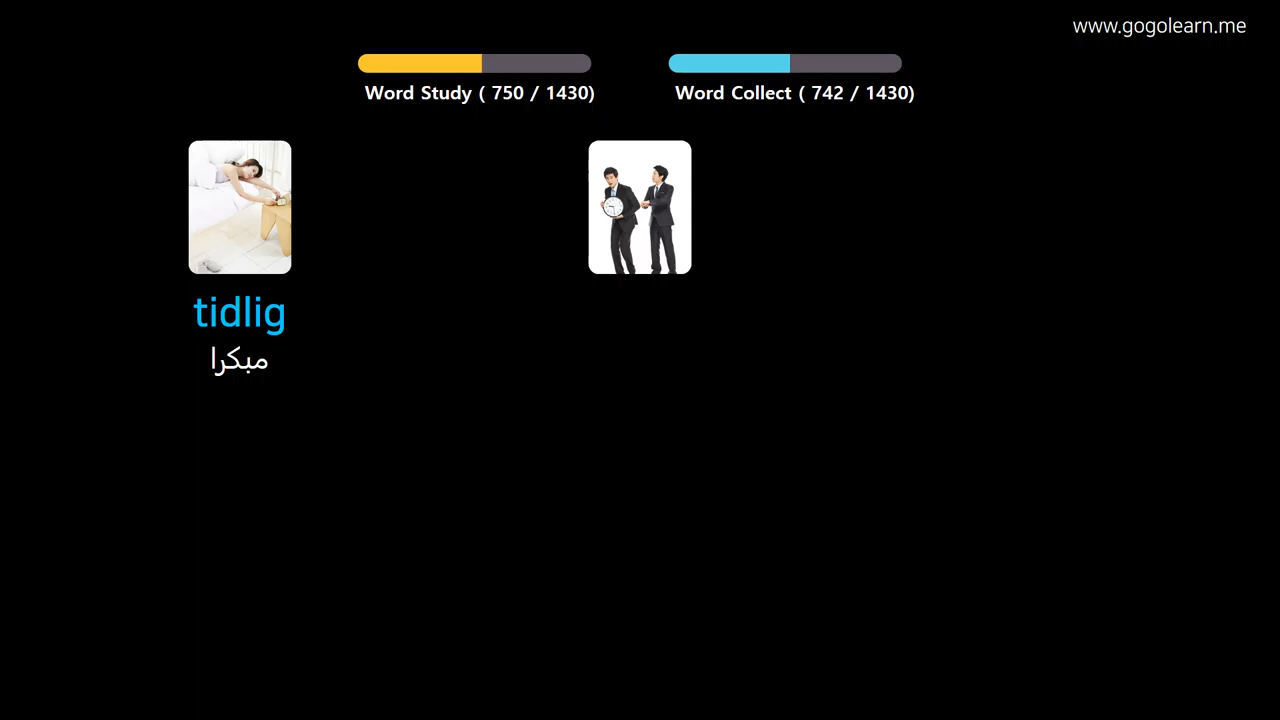 www.gogolearn.me
Word Study ( 750 / 1430)
Word Collect ( 742 / 1430)
tidlig
مبكرا